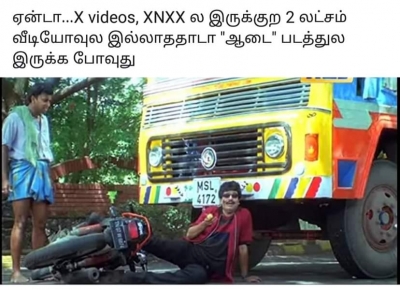 ஏன்டா...X videos, XNXX ல இருக்குற 2 லட்சம்
வீடியோவுல இல்லாததாடா "ஆடை" படத்துல
இருக்க போவுது
MSL
4172